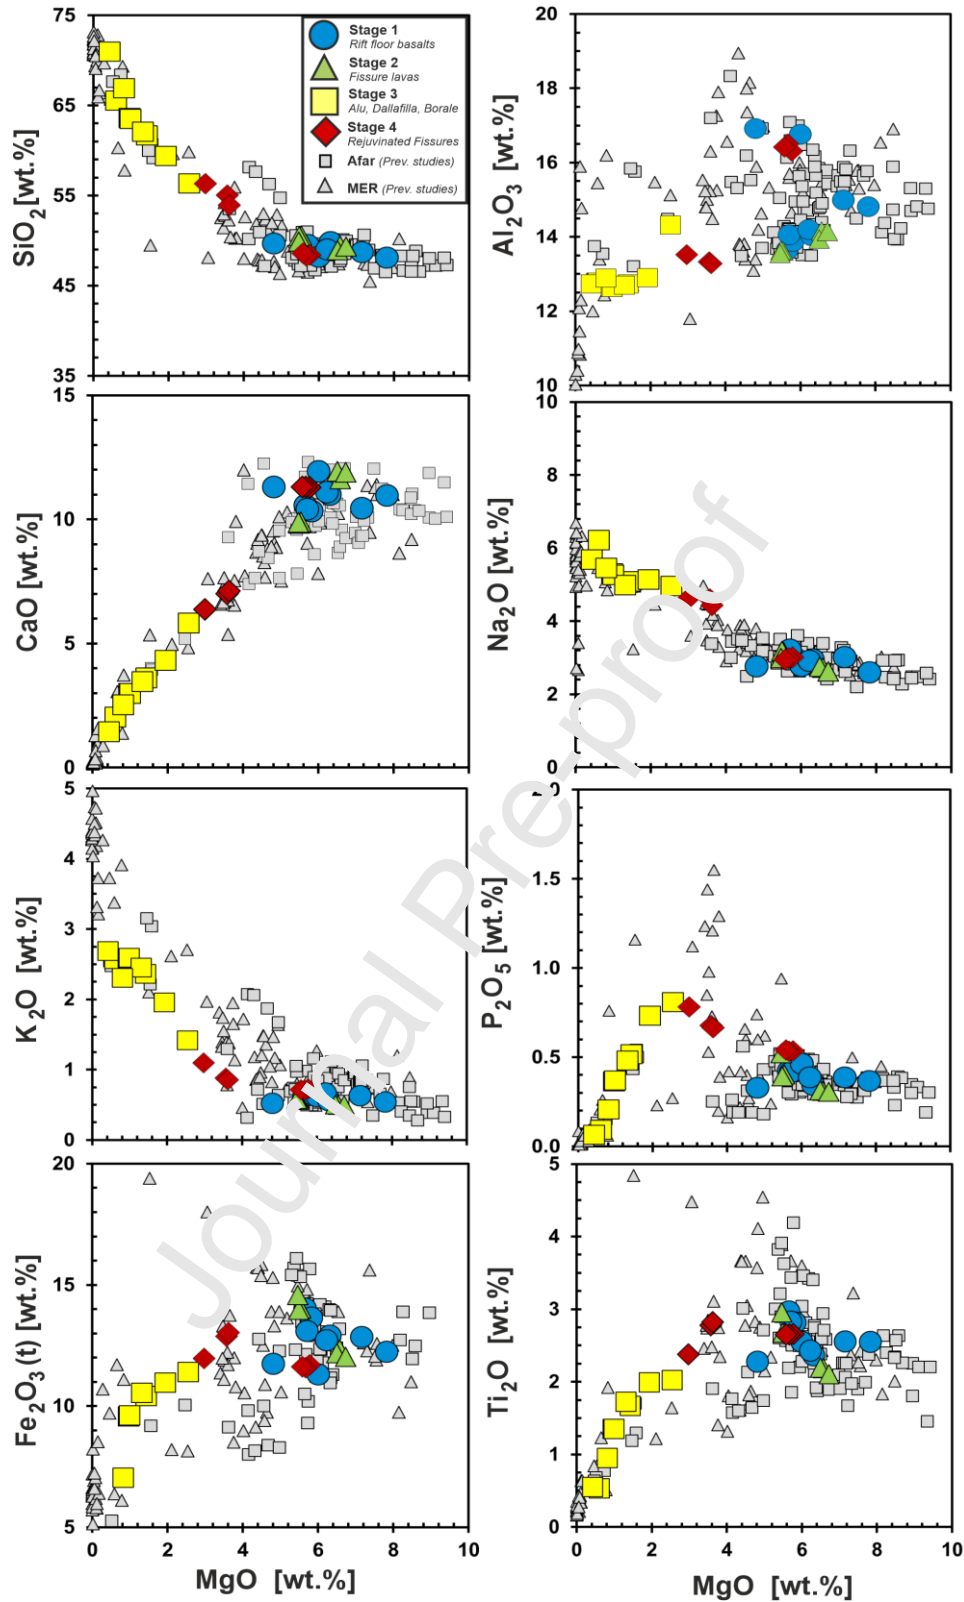 75
65
55
45
35
SiO2[wt.%]
Stage 1
Rift floor basalts
Stage 2
Fissure lavas
Stage 3
Alu, Dallafilla, Borale
Stage 4
Rejuvinated Fissures
Afar (Prev. studies)
MER (Prev. studies)
20
18
16
14
12
10
Al2O3 [wt.%]
15
10
5
0
CaO [wt.%]
10
8
6
4
2
0
Na2O [wt.%]
5
4
3
2
1
0
K2O [wt.%]
2.0
1.5
1.0
0.5
0.0
P2O5 [wt.%]
20
15
10
5
Fe2O3(t) [wt.%]
0 2 4 6 8 10
MgO [wt.%]
5
4
3
2
1
0
Ti2O [wt.%]
0 2 4 6 8 10
MgO [wt.%]
Journal Pre-proof